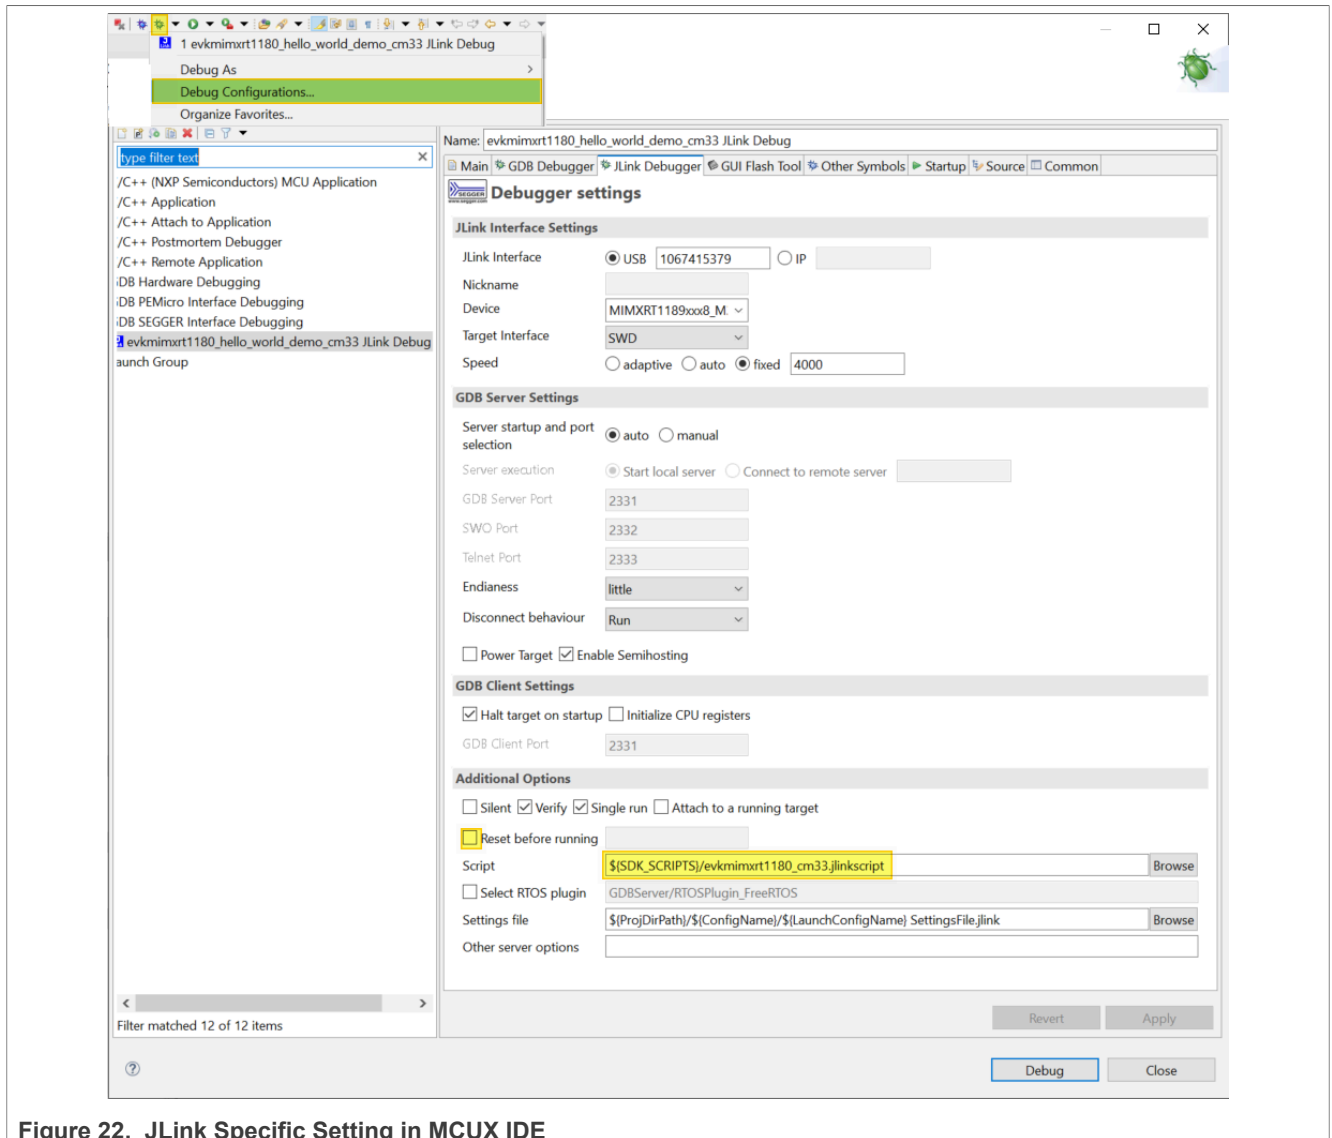 1 evkmimxrt1180_hello_world_demo_cm33 JLink Debug
Debug As
Debug Configurations...
Organize Favorites...
type filter text
/C++ (NXP Semiconductors) MCU Application
/C++ Application
/C++ Attach to Application
/C++ Postmortem Debugger
/C++ Remote Application
DB Hardware Debugging
DB PEMicro Interface Debugging
DB SEGGER Interface Debugging
evkmimxrt1180_hello_world_demo_cm33 JLink Debug
aunch Group
Filter matched 12 of 12 items
Name: evkmimxrt1180_hello_world_demo_cm33 JLink Debug
Main GDB Debugger JLink Debugger GUI Flash Tool Other Symbols Startup Source Common
SEGGER Debugger settings
JLink Interface Settings
JLink Interface USB 1067415379 IP
Nickname
Device MIMXRT1189xxx8_M
Target Interface SWD
Speed adaptive auto fixed 4000
GDB Server Settings
Server startup and port
selection auto manual
Server execution Start local server Connect to remote server
GDB Server Port 2331
SWO Port 2332
Telnet Port 2333
Endianess little
Disconnect behaviour Run
Power Target Enable Semihosting
GDB Client Settings
Halt target on startup Initialize CPU registers
GDB Client Port 2331
Additional Options
Silent Verify Single run Attach to a running target
Reset before running
Script ${SDK_SCRIPTS}/evkmimxrt1180_cm33.jlinkscript Browse
Select RTOS plugin GDBServer/RTOSPlugin_FreeRTOS
Settings file ${ProjDirPath}/${ConfigName}/${LaunchConfigName} SettingsFile.jlink Browse
Other server options
Revert Apply
Debug Close
Figure 22. JLink Specific Setting in MCUX IDE